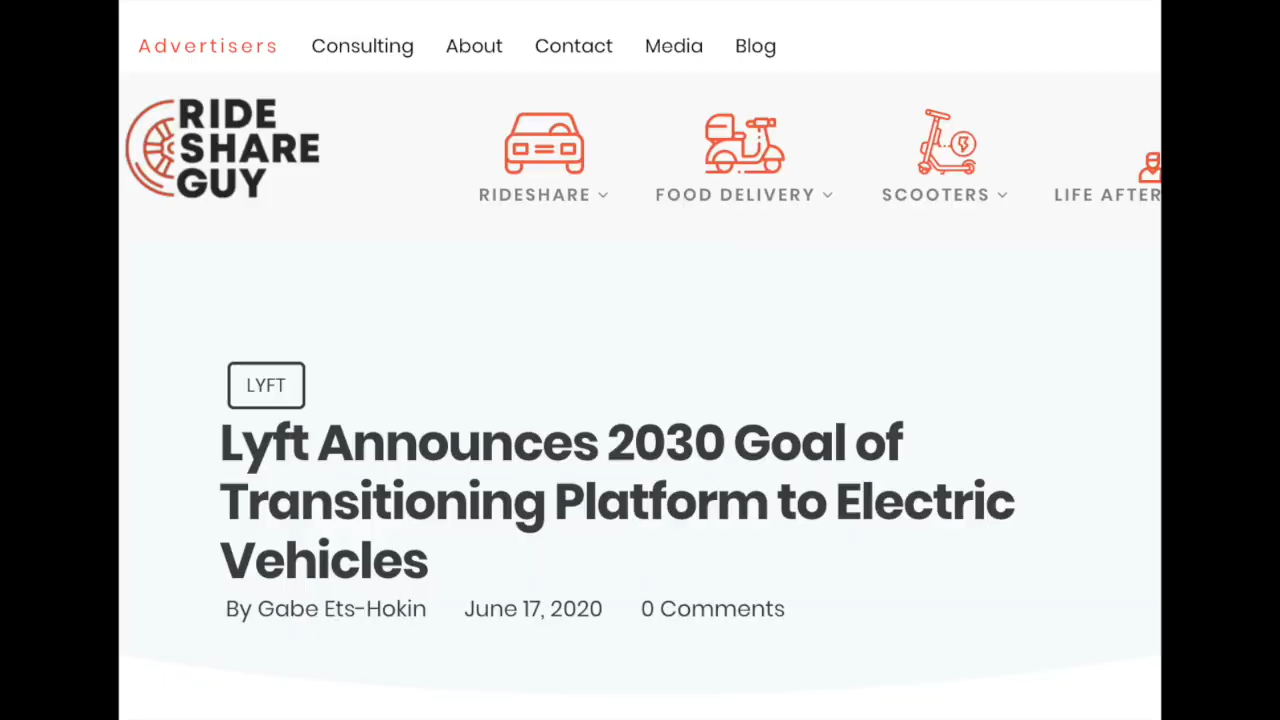 Advertisers Consulting About Contact Media Blog
RIDE
SHARE
GUY
RIDESHARE FOOD DELIVERY SCOOTERS LIFE AFTER
LYFT
Lyft Announces 2030 Goal of
Transitioning Platform to Electric
Vehicles
By Gabe Ets-Hokin June 17, 2020 0 Comments